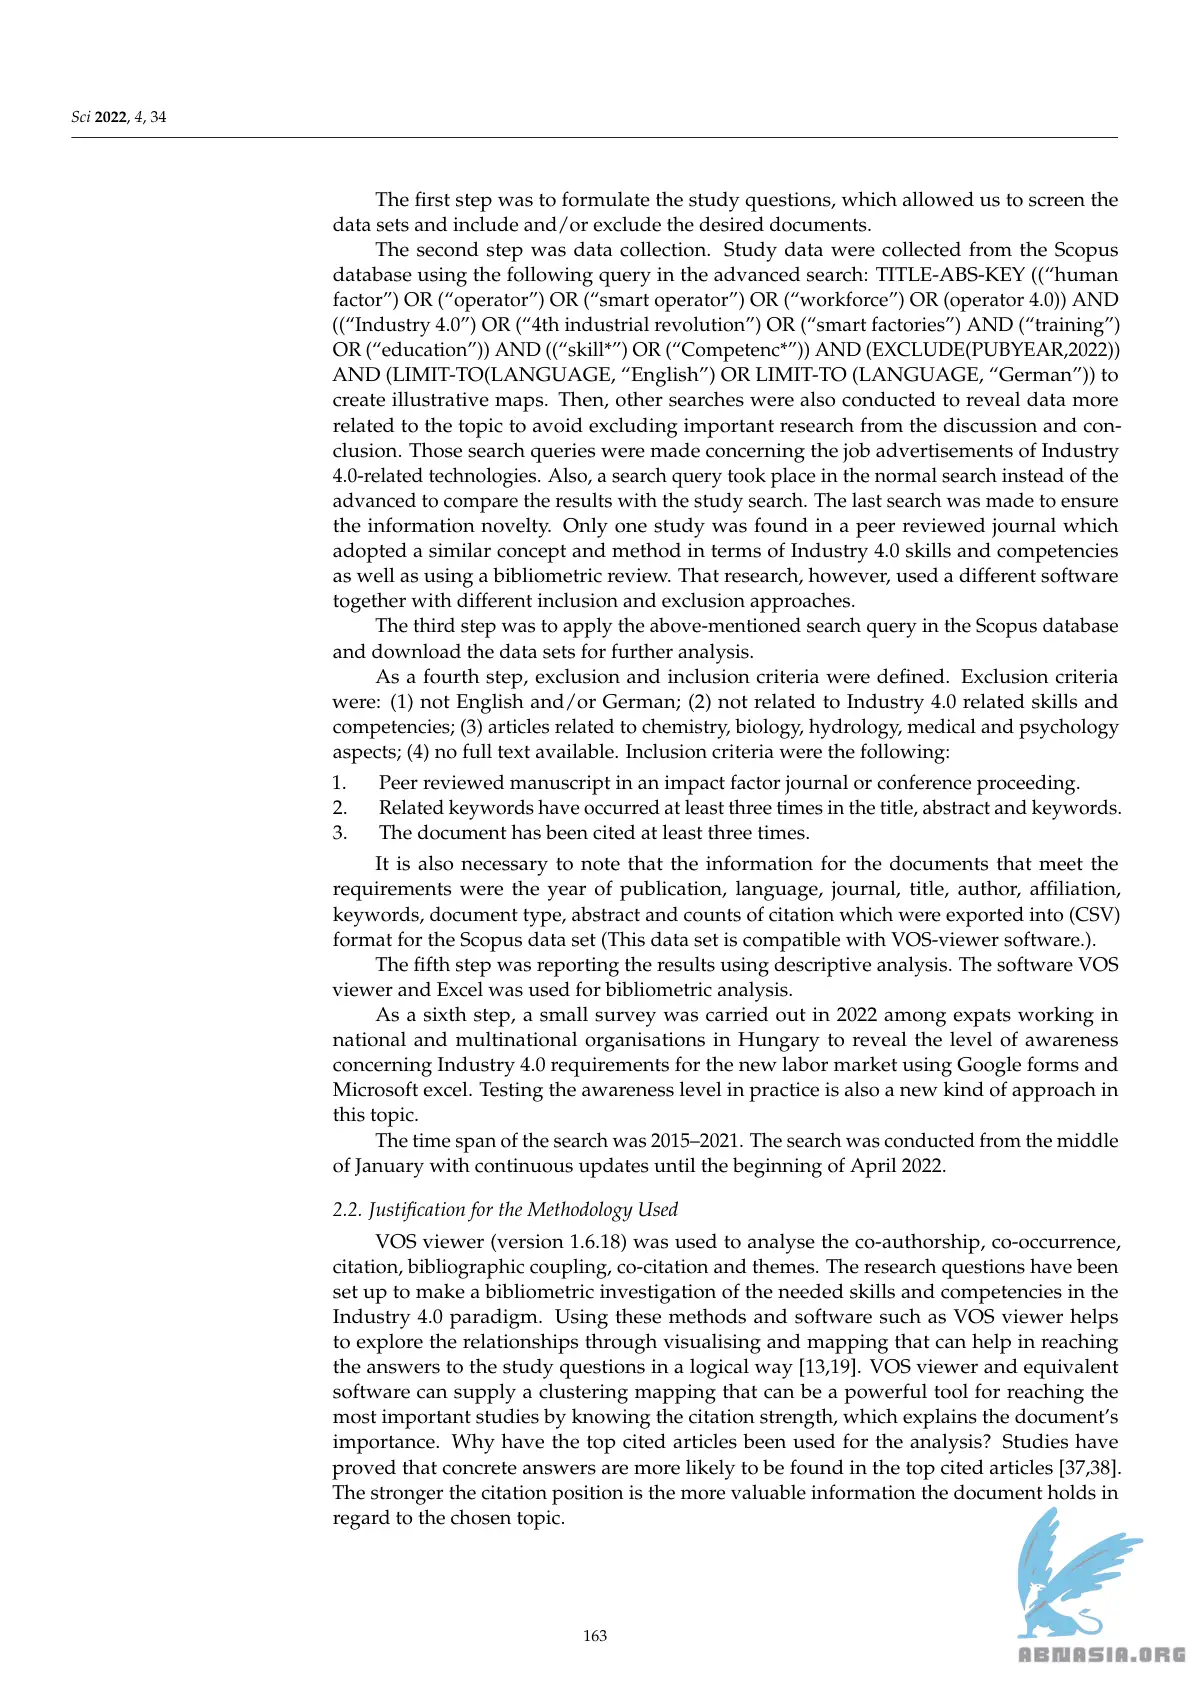 Sci 2022, 4, 34
The first step was to formulate the study questions, which allowed us to screen the
data sets and include and/or exclude the desired documents.
The second step was data collection. Study data were collected from the Scopus
database using the following query in the advanced search: TITLE-ABS-KEY ((“human
factor”) OR (“operator”) OR (“smart operator”) OR (“workforce”) OR (operator 4.0)) AND
((“Industry 4.0”) OR (“4th industrial revolution”) OR (“smart factories”) AND (“training”)
OR (“education”)) AND ((“skill*”) OR (“Competenc*”)) AND (EXCLUDE(PUBYEAR,2022))
AND (LIMIT-TO(LANGUAGE, “English”) OR LIMIT-TO (LANGUAGE, “German”)) to
create illustrative maps. Then, other searches were also conducted to reveal data more
related to the topic to avoid excluding important research from the discussion and con-
clusion. Those search queries were made concerning the job advertisements of Industry
4.0-related technologies. Also, a search query took place in the normal search instead of the
advanced to compare the results with the study search. The last search was made to ensure
the information novelty. Only one study was found in a peer reviewed journal which
adopted a similar concept and method in terms of Industry 4.0 skills and competencies
as well as using a bibliometric review. That research, however, used a different software
together with different inclusion and exclusion approaches.
The third step was to apply the above-mentioned search query in the Scopus database
and download the data sets for further analysis.
As a fourth step, exclusion and inclusion criteria were defined. Exclusion criteria
were: (1) not English and/or German; (2) not related to Industry 4.0 related skills and
competencies; (3) articles related to chemistry, biology, hydrology, medical and psychology
aspects; (4) no full text available. Inclusion criteria were the following:
1. Peer reviewed manuscript in an impact factor journal or conference proceeding.
2. Related keywords have occurred at least three times in the title, abstract and keywords.
3. The document has been cited at least three times.
It is also necessary to note that the information for the documents that meet the
requirements were the year of publication, language, journal, title, author, affiliation,
keywords, document type, abstract and counts of citation which were exported into (CSV)
format for the Scopus data set (This data set is compatible with VOS-viewer software.).
The fifth step was reporting the results using descriptive analysis. The software VOS
viewer and Excel was used for bibliometric analysis.
As a sixth step, a small survey was carried out in 2022 among expats working in
national and multinational organisations in Hungary to reveal the level of awareness
concerning Industry 4.0 requirements for the new labor market using Google forms and
Microsoft excel. Testing the awareness level in practice is also a new kind of approach in
this topic.
The time span of the search was 2015–2021. The search was conducted from the middle
of January with continuous updates until the beginning of April 2022.
2.2. Justification for the Methodology Used
VOS viewer (version 1.6.18) was used to analyse the co-authorship, co-occurrence,
citation, bibliographic coupling, co-citation and themes. The research questions have been
set up to make a bibliometric investigation of the needed skills and competencies in the
Industry 4.0 paradigm. Using these methods and software such as VOS viewer helps
to explore the relationships through visualising and mapping that can help in reaching
the answers to the study questions in a logical way [13,19]. VOS viewer and equivalent
software can supply a clustering mapping that can be a powerful tool for reaching the
most important studies by knowing the citation strength, which explains the document’s
importance. Why have the top cited articles been used for the analysis? Studies have
proved that concrete answers are more likely to be found in the top cited articles [37,38].
The stronger the citation position is the more valuable information the document holds in
regard to the chosen topic.
163
ABNASIA.ORG